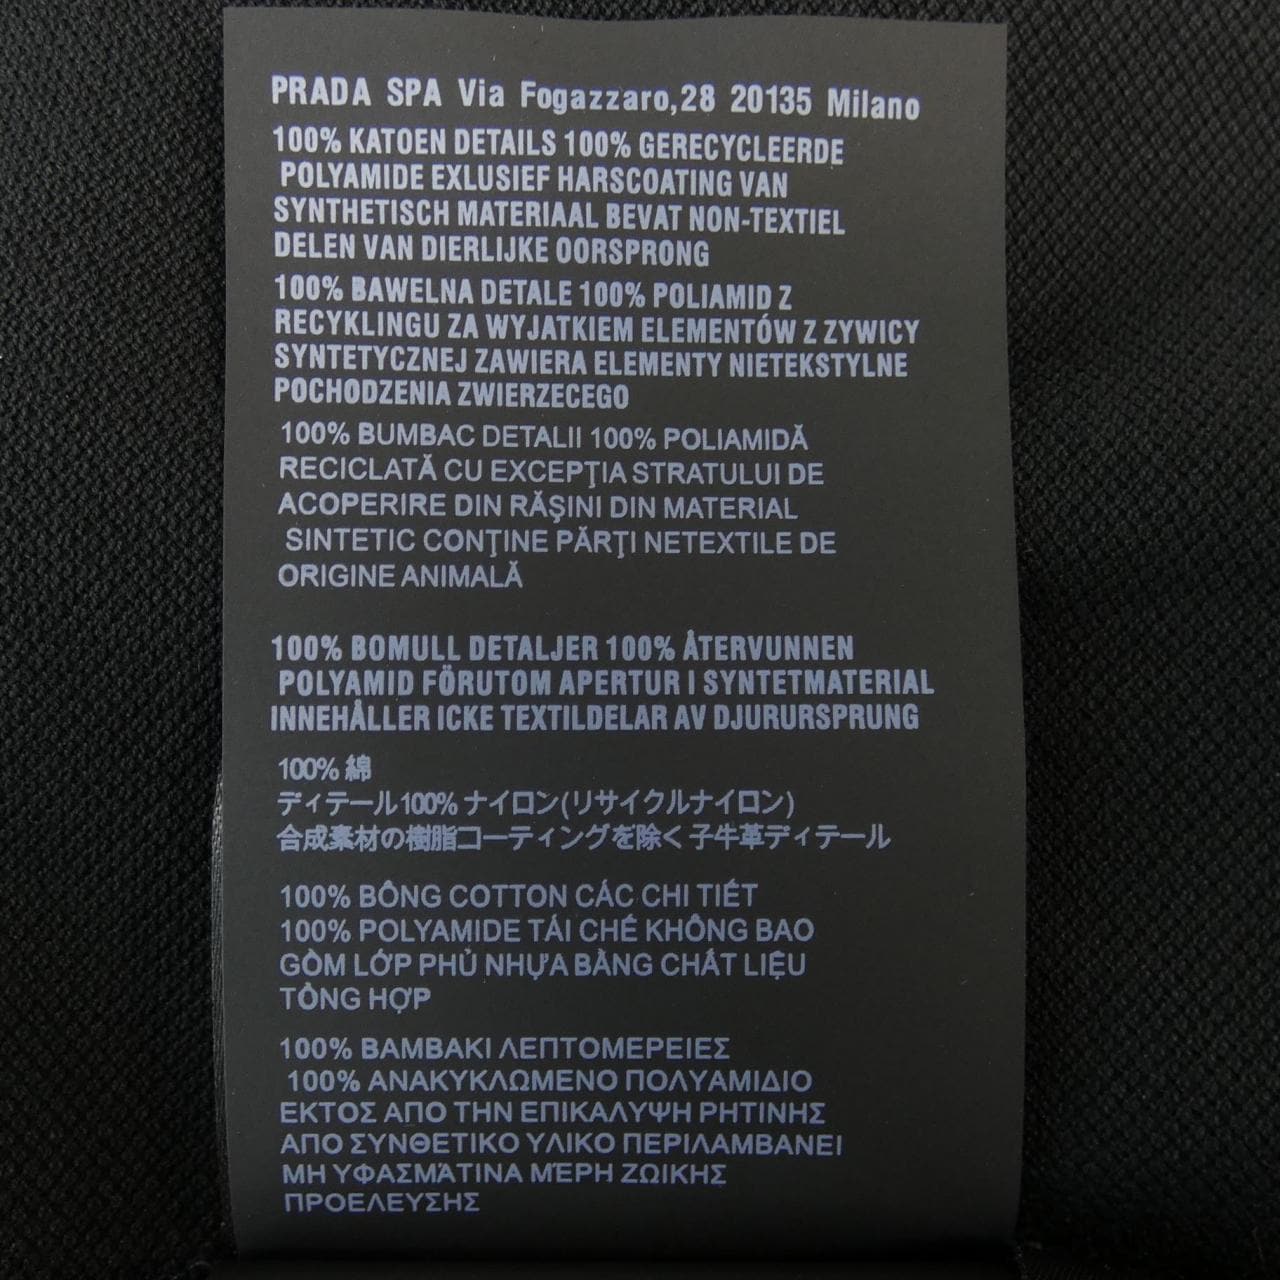 PRADA SPA Via Fogazzaro,28 20135 Milano
100% KATOEN DETAILS 100% GERECYCLEERDE
POLYAMIDE EXLUSIEF HARSCOATING VAN
SYNTHETISCH MATERIAAL BEVAT NON-TEXTIEL
DELEN VAN DIERLIJKE OORSPRONG
100% BAWEŁNA DETALE 100% POLIAMID Z
RECYKLINGU ZA WYJATKIEM ELEMENTÓW Z ZYWICY
SYNTETYCZNEJ ZAWIERA ELEMENTY NIETEKSTYLNE
POCHODZENIA ZWIERZECEGO
100% BUMBAC DETALII 100% POLIAMIDĂ
RECICLATĂ CU EXCEPŢIA STRATULUI DE
ACOPERIRE DIN RĂŞINI DIN MATERIAL
SINTETIC CONŢINE PĂRŢI NETEXTILE DE
ORIGINE ANIMALĂ
100% BOMULL DETALJER 100% ÅTERVUNNEN
POLYAMID FÖRUTOM APERTUR I SYNTETMATERIAL
INNEHÅLLER ICKE TEXTILDELAR AV DJURURSPRUNG
100% 綿
ディテール100% ナイロン(リサイクルナイロン)
合成素材の樹脂コーティングを除く 子牛革ディテール
100% BÔNG COTTON CÁC CHI TIẾT
100% POLYAMIDE TÁI CHẾ KHÔNG BAO
GỒM LỚP PHỦ NHỰA BẰNG CHẤT LIỆU
TỔNG HỢP
100% ΒΑΜΒΑΚΙ ΛΕΠΤΟΜΕΡΕΙΕΣ
100% ΑΝΑΚΥΚΛΩΜΕΝΟ ΠΟΛΥΑΜΙΔΙΟ
ΕΚΤΟΣ ΑΠΟ ΤΗΝ ΕΠΙΚΑΛΥΨΗ ΡΗΤΙΝΗΣ
ΑΠΟ ΣΥΝΘΕΤΙΚΟ ΥΛΙΚΟ ΠΕΡΙΛΑΜΒΑΝΕΙ
ΜΗ ΥΦΑΣΜΆΤΙΝΑ ΜΈΡΗ ΖΩΙΚΗΣ
ΠΡΟΕΛΕΥΣΗΣ